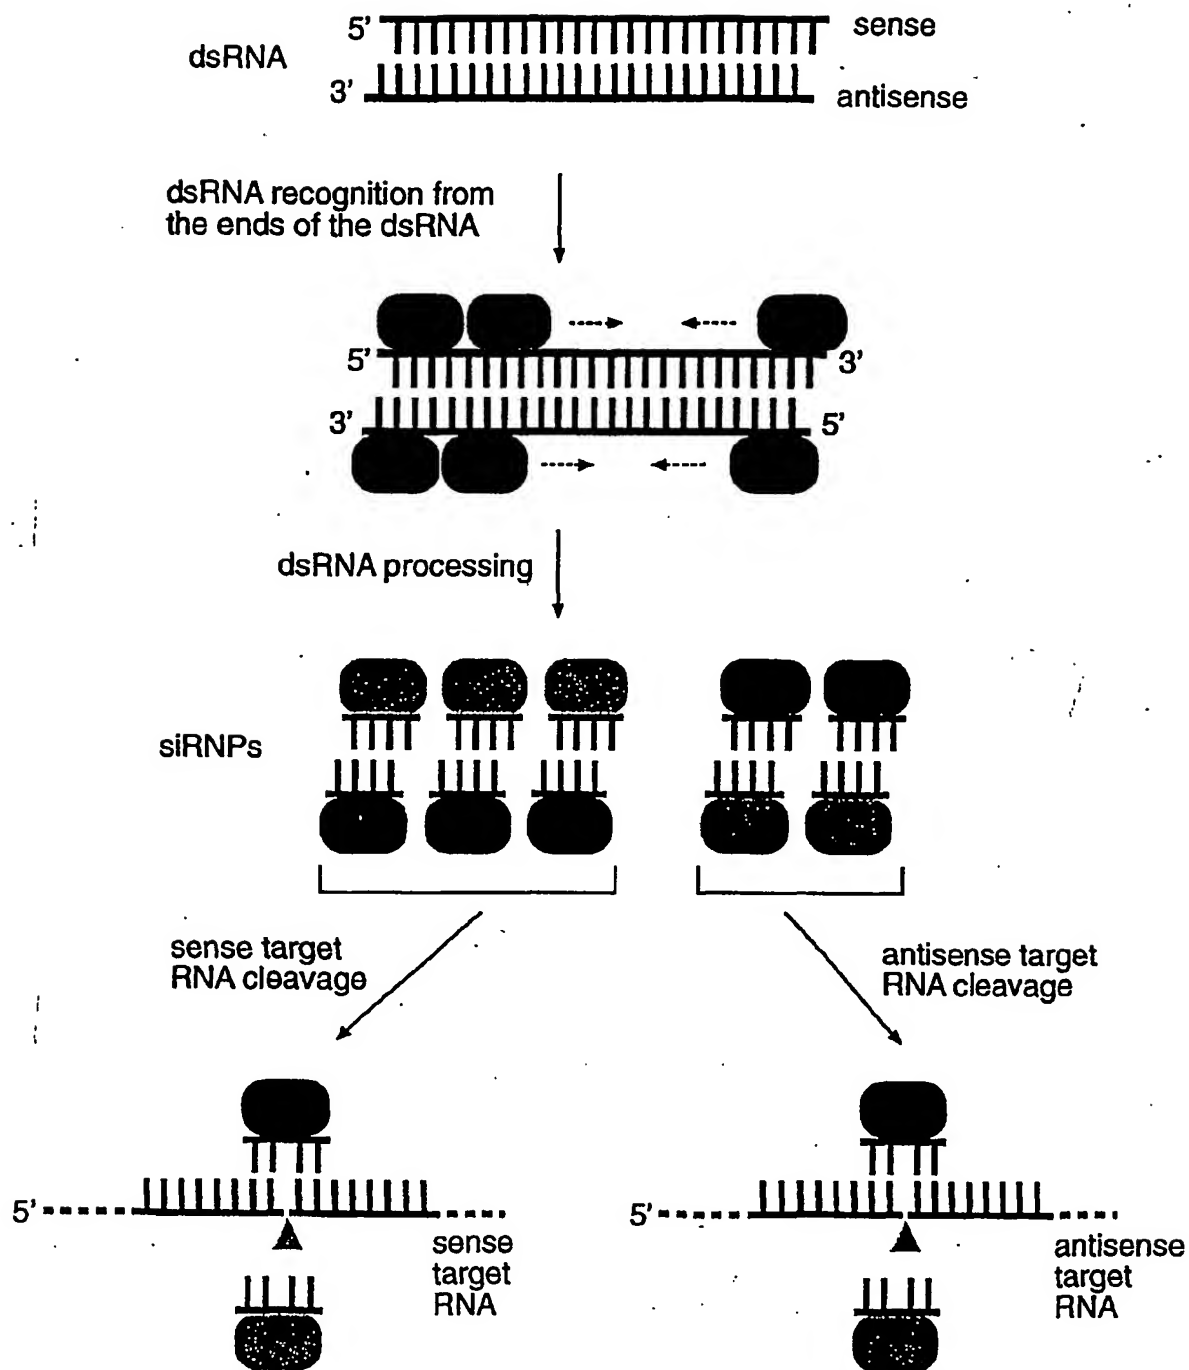 5' sense
dsRNA
3' antisense
dsRNA recognition from
the ends of the dsRNA
5' 3'
3' 5'
dsRNA processing
siRNPs
sense target
RNA cleavage
antisense target
RNA cleavage
5'
sense
target
RNA
5'
antisense
target
RNA